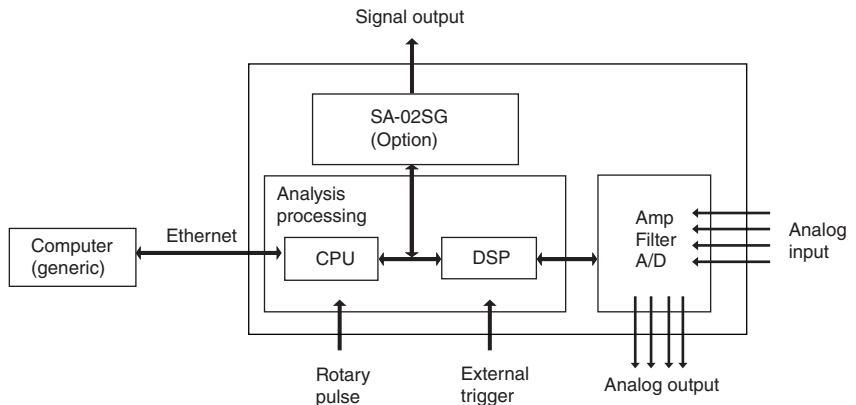 Signal output
SA-02SG
(Option)
Analysis
processing
Ethernet
Computer
(generic)
CPU
DSP
Amp
Filter
A/D
Analog
input
Rotary
pulse
External
trigger
Analog output